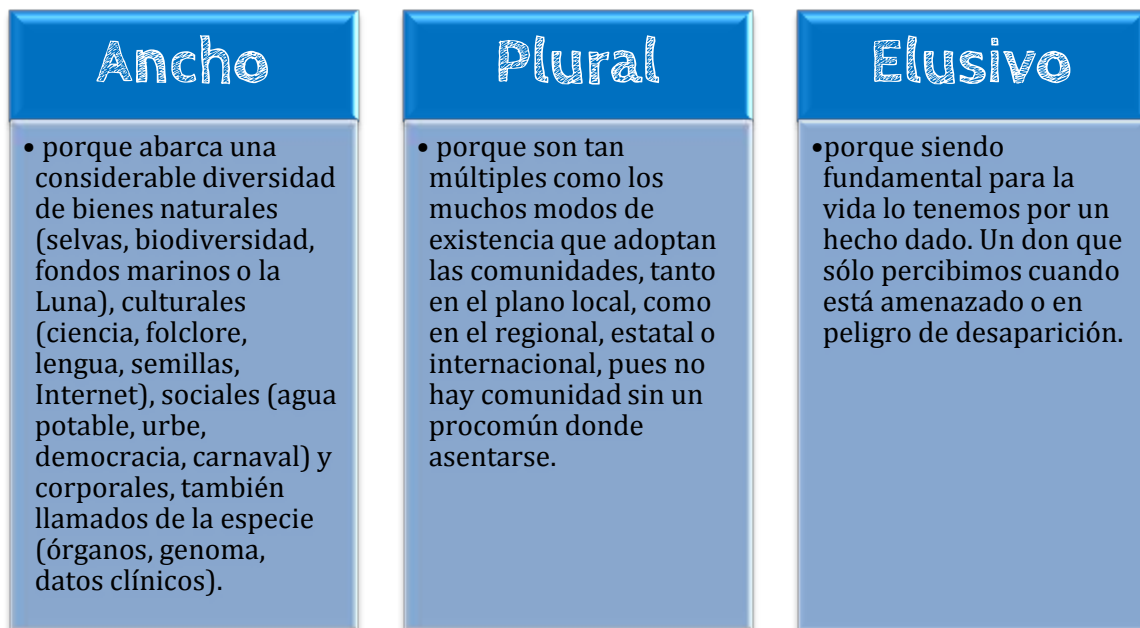 Ancho
• porque abarca una
considerable diversidad
de bienes naturales
(selvas, biodiversidad,
fondos marinos o la
Luna), culturales
(ciencia, folclore,
lengua, semillas,
Internet), sociales (agua
potable, urbe,
democracia, carnaval) y
corporales, también
llamados de la especie
(órganos, genoma,
datos clínicos).
Plural
• porque son tan
múltiples como los
muchos modos de
existencia que adoptan
las comunidades, tanto
en el plano local, como
en el regional, estatal o
internacional, pues no
hay comunidad sin un
procomún donde
asentarse.
Elusivo
•porque siendo
fundamental para la
vida lo tenemos por un
hecho dado. Un don que
sólo percibimos cuando
está amenazado o en
peligro de desaparición.